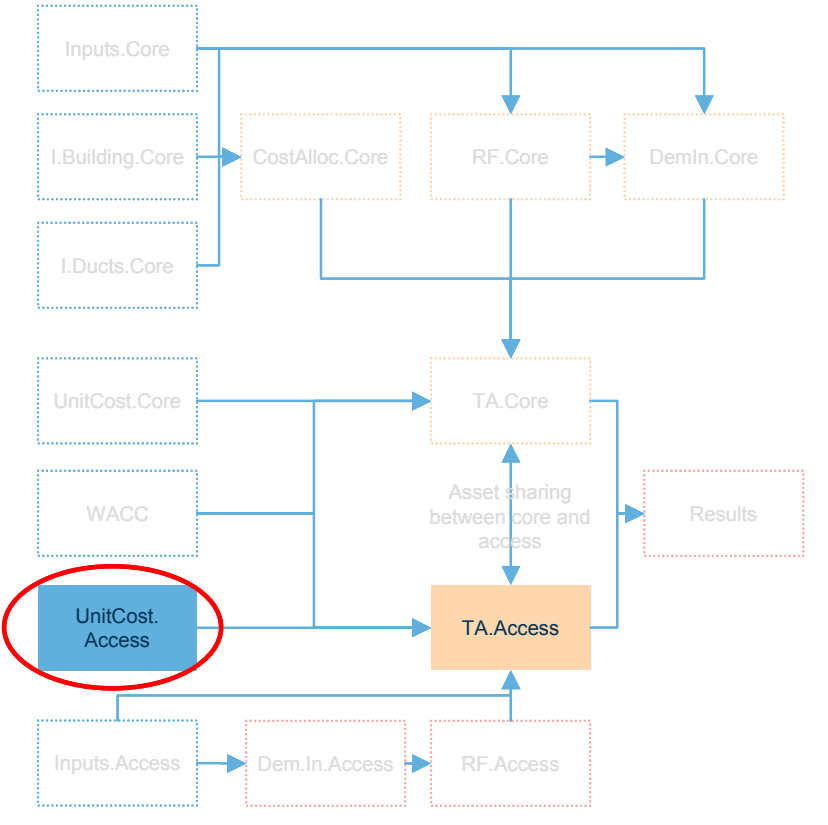 Inputs.Core
I.Building.Core
CostAlloc.Core
RF.Core
DemIn.Core
I.Ducts.Core
UnitCost.Core
TA.Core
WACC
Asset sharing
between core and
access
Results
UnitCost.
Access
TA.Access
Inputs.Access
Dem.In.Access
RF.Access